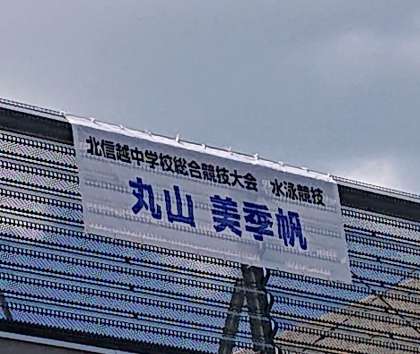 北信越中学校総合競技大会 水泳競技
丸山 美季帆